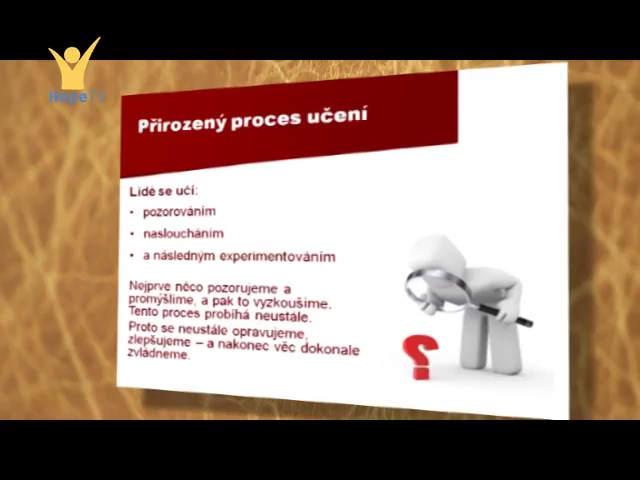 HopeTV
Přirozený proces učení
Lidé se učí:
• pozorováním
• nasloucháním
• a následným experimentováním
Nejprve něco pozorujeme a
promýšlíme, a pak to vyzkoušíme.
Tento proces probíhá neustále.
Proto se neustále opravujeme,
zlepšujeme – a nakonec věc dokonale
zvládneme.
?